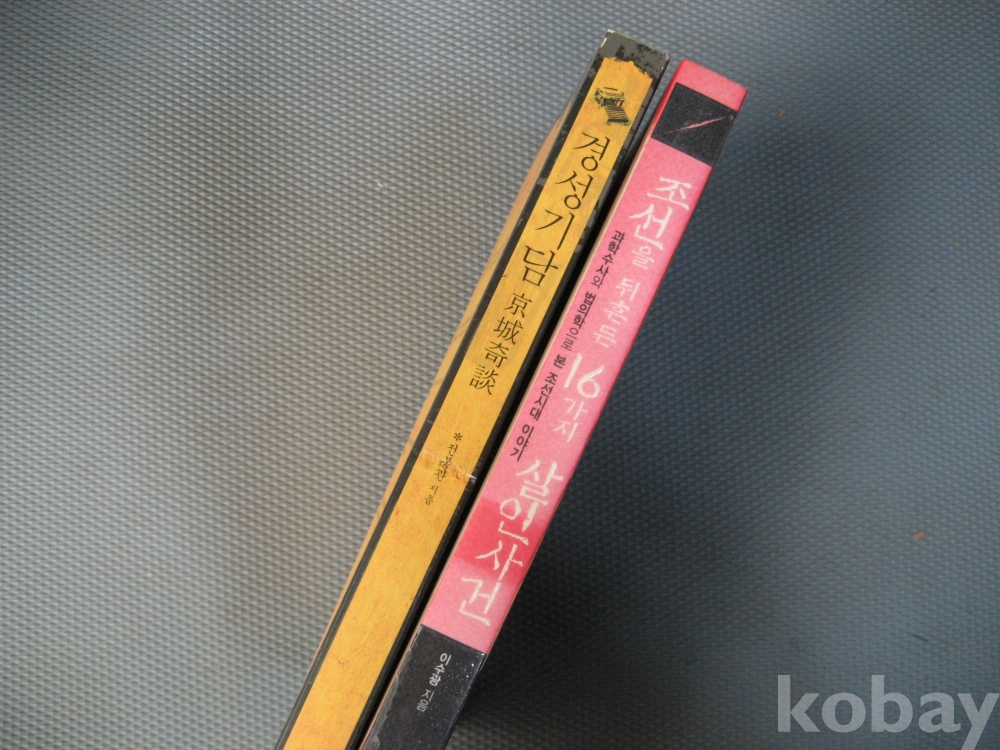 경성기담 京城奇談
*전봉관 지음
조선을 뒤흔든 16가지 살인사건
과학수사와 법의학으로 본 조선시대 이야기
이수광 지음
kobay